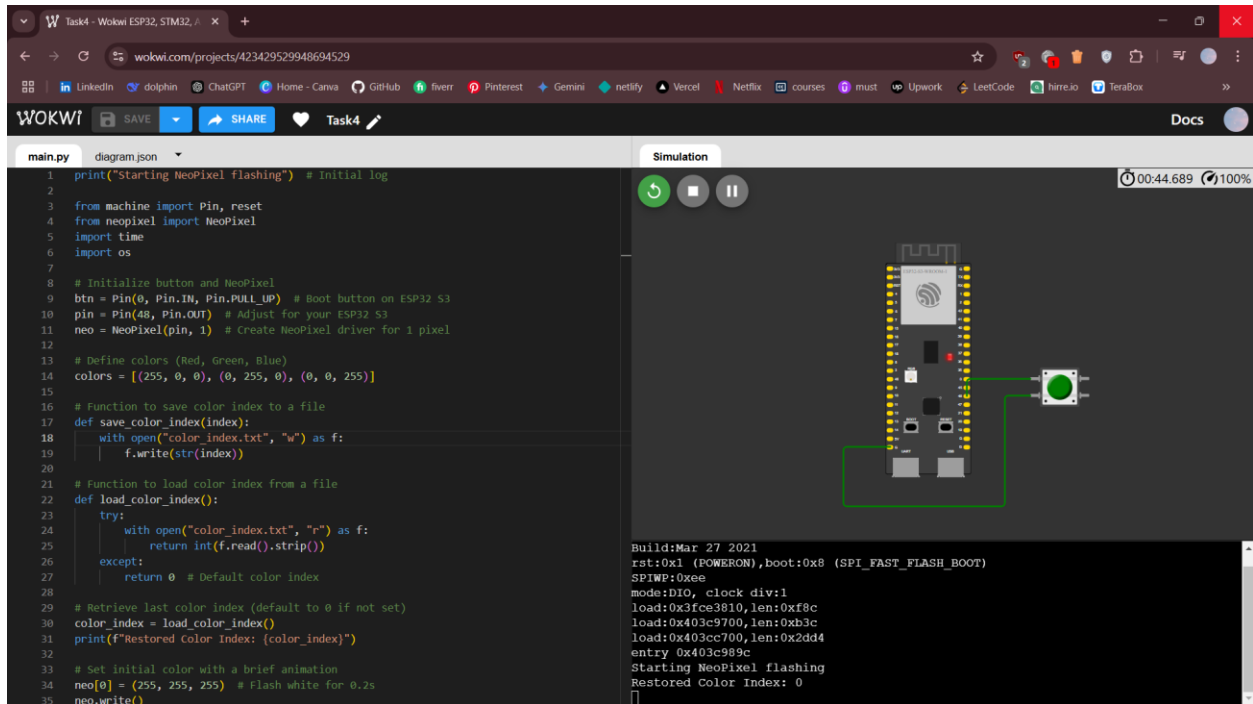 Task4 - Wokwi ESP32, STM32, A
wokwi.com/projects/423429529948694529
2
LinkedIn dolphin ChatGPT Home - Canva GitHub fiverr Pinterest Gemini netlify Vercel Netflix courses must Upwork LeetCode hirre.io TeraBox
WOKWI SAVE SHARE Task4 Docs
main.py diagram.json
1 print("Starting NeoPixel flashing")  # Initial log
2
3 from machine import Pin, reset
4 from neopixel import NeoPixel
5 import time
6 import os
7
8 # Initialize button and NeoPixel
9 btn = Pin(0, Pin.IN, Pin.PULL_UP)  # Boot button on ESP32 S3
10 pin = Pin(48, Pin.OUT)  # Adjust for your ESP32 S3
11 neo = NeoPixel(pin, 1)  # Create NeoPixel driver for 1 pixel
12
13 # Define colors (Red, Green, Blue)
14 colors = [(255, 0, 0), (0, 255, 0), (0, 0, 255)]
15
16 # Function to save color index to a file
17 def save_color_index(index):
18     with open("color_index.txt", "w") as f:
19         f.write(str(index))
20
21 # Function to load color index from a file
22 def load_color_index():
23     try:
24         with open("color_index.txt", "r") as f:
25             return int(f.read().strip())
26     except:
27         return 0  # Default color index
28
29 # Retrieve last color index (default to 0 if not set)
30 color_index = load_color_index()
31 print(f"Restored Color Index: {color_index}")
32
33 # Set initial color with a brief animation
34 neo[0] = (255, 255, 255)  # Flash white for 0.2s
35 neo.write()
Simulation
00:44.689 100%
Build:Mar 27 2021
rst:0x1 (POWERON),boot:0x8 (SPI_FAST_FLASH_BOOT)
SPIWP:0xee
mode:DIO, clock div:1
load:0x3fce3810,len:0xf8c
load:0x403c9700,len:0xb3c
load:0x403cc700,len:0x2dd4
entry 0x403c989c
Starting NeoPixel flashing
Restored Color Index: 0